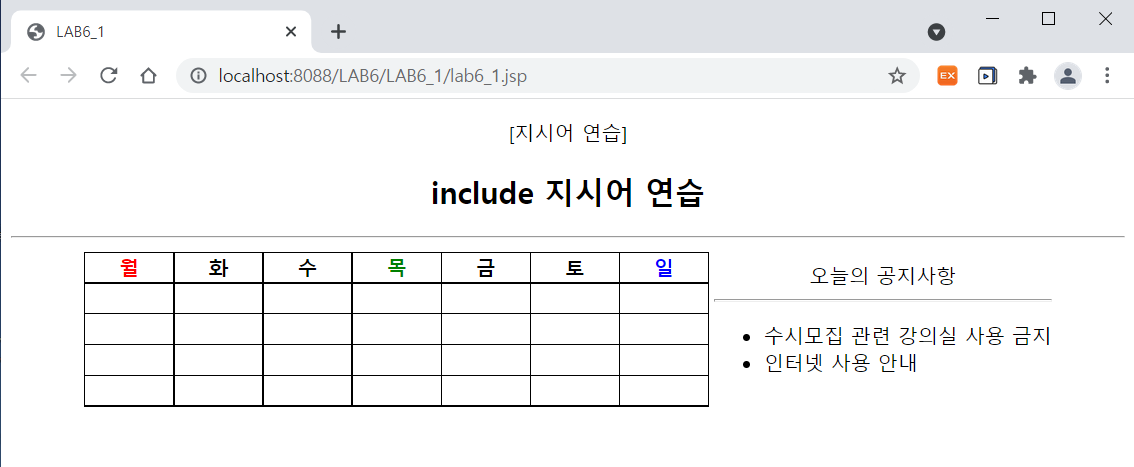 LAB6_1
localhost:8088/LAB6/LAB6_1/lab6_1.jsp
EX
[지시어 연습]
include 지시어 연습
월 화 수 목 금 토 일
오늘의 공지사항
수시모집 관련 강의실 사용 금지
인터넷 사용 안내